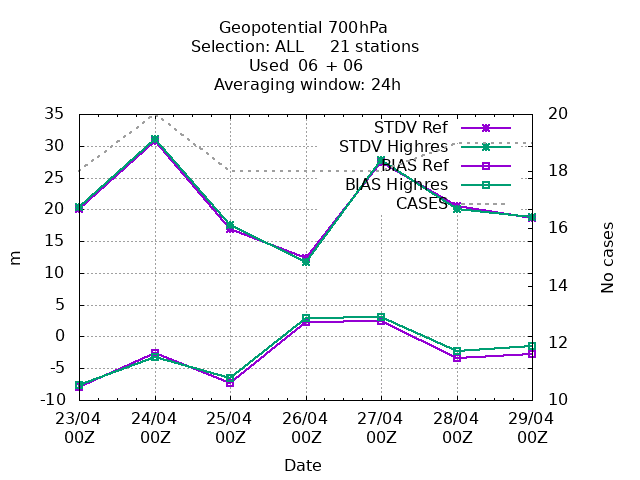 Geopotential 700hPa
Selection: ALL 21 stations
Used 06 + 06
Averaging window: 24h
35
30
25
20
15
10
5
0
-5
-10
20
18
16
14
12
10
STDV Ref
STDV Highres
BIAS Ref
BIAS Highres
CASES
m
No cases
23/04 24/04 25/04 26/04 27/04 28/04 29/04
00Z 00Z 00Z 00Z 00Z 00Z 00Z
Date